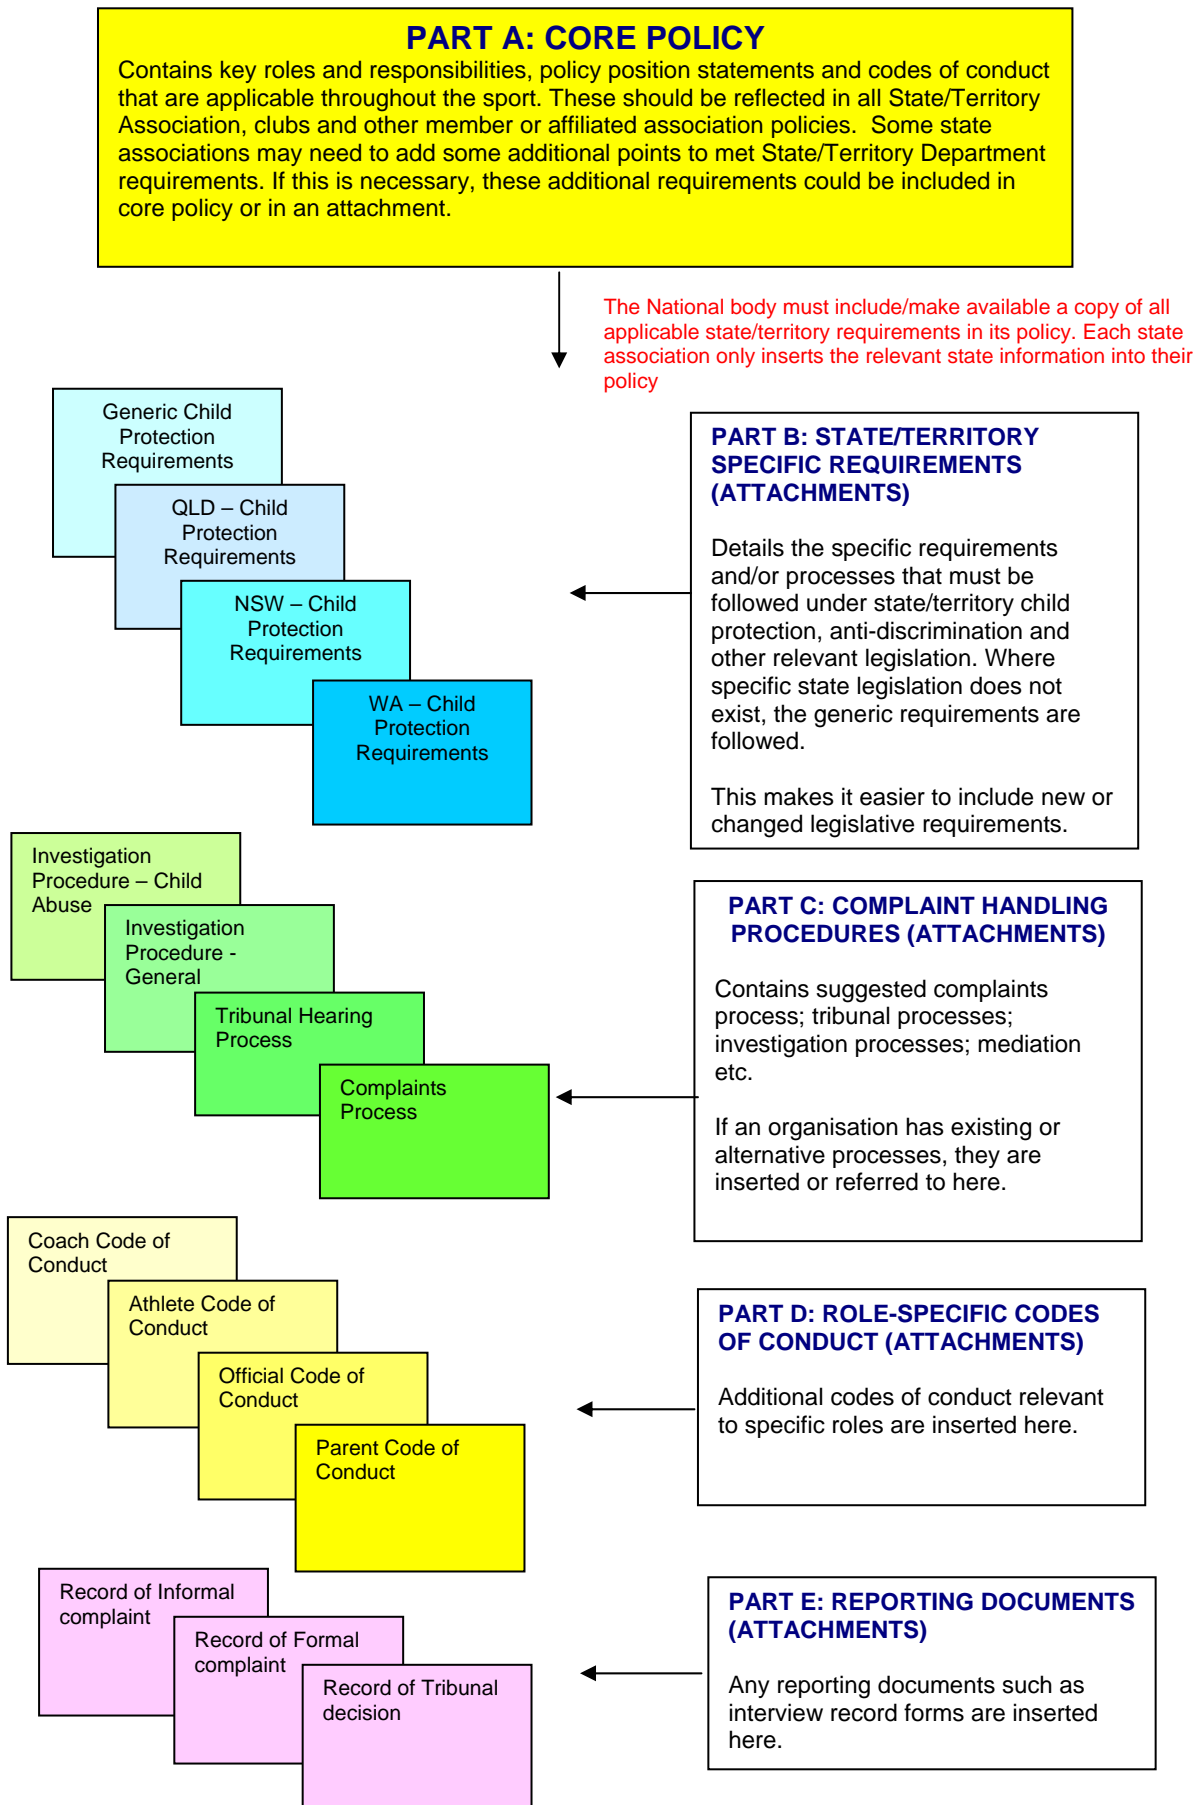 PART A: CORE POLICY
Contains key roles and responsibilities, policy position statements and codes of conduct
that are applicable throughout the sport. These should be reflected in all State/Territory
Association, clubs and other member or affiliated association policies.  Some state
associations may need to add some additional points to met State/Territory Department
requirements. If this is necessary, these additional requirements could be included in
core policy or in an attachment.
The National body must include/make available a copy of all
applicable state/territory requirements in its policy. Each state
association only inserts the relevant state information into their
policy
Generic Child
Protection
Requirements
QLD – Child
Protection
Requirements
NSW – Child
Protection
Requirements
WA – Child
Protection
Requirements
PART B: STATE/TERRITORY
SPECIFIC REQUIREMENTS
(ATTACHMENTS)
Details the specific requirements
and/or processes that must be
followed under state/territory child
protection, anti-discrimination and
other relevant legislation. Where
specific state legislation does not
exist, the generic requirements are
followed.
This makes it easier to include new or
changed legislative requirements.
Investigation
Procedure – Child
Abuse
Investigation
Procedure -
General
Tribunal Hearing
Process
Complaints
Process
PART C: COMPLAINT HANDLING
PROCEDURES (ATTACHMENTS)
Contains suggested complaints
process; tribunal processes;
investigation processes; mediation
etc.
If an organisation has existing or
alternative processes, they are
inserted or referred to here.
Coach Code of
Conduct
Athlete Code of
Conduct
Official Code of
Conduct
Parent Code of
Conduct
PART D: ROLE-SPECIFIC CODES
OF CONDUCT (ATTACHMENTS)
Additional codes of conduct relevant
to specific roles are inserted here.
Record of Informal
complaint
Record of Formal
complaint
Record of Tribunal
decision
PART E: REPORTING DOCUMENTS
(ATTACHMENTS)
Any reporting documents such as
interview record forms are inserted
here.